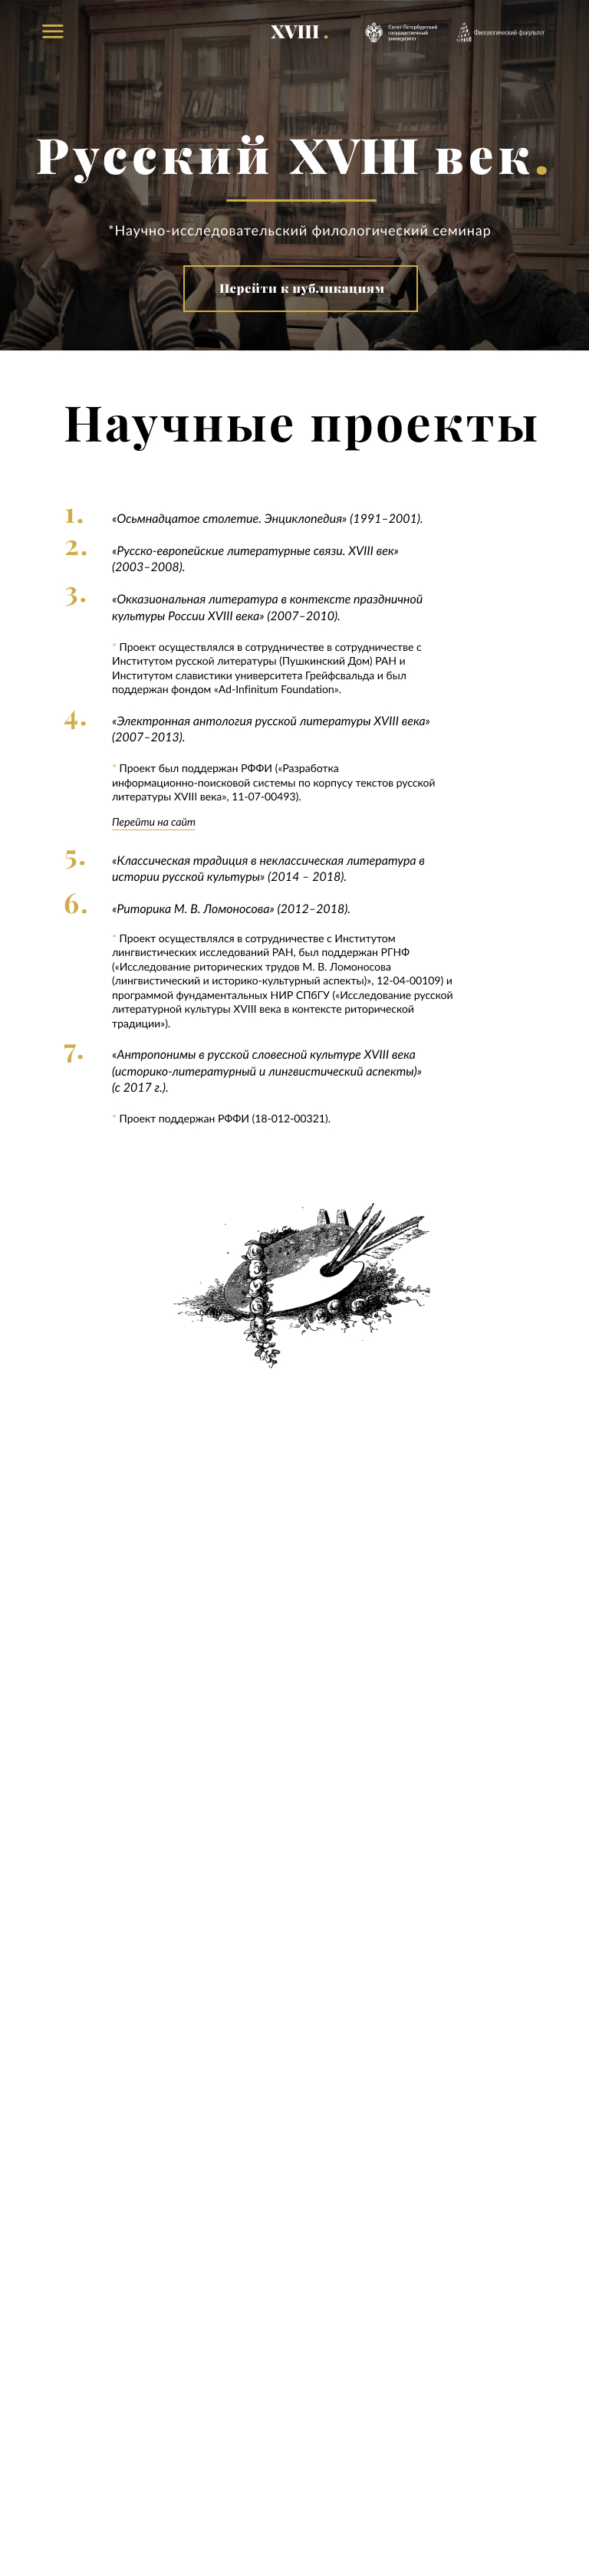 XVIII .
Санкт-Петербургский
государственный
университет
Филологический факультет
Русский XVIII век.
*Научно-исследовательский филологический семинар
Перейти к публикациям
Научные проекты
1. «Осьмнадцатое столетие. Энциклопедия» (1991–2001).
2. «Русско-европейские литературные связи. XVIII век»
(2003–2008).
3. «Окказиональная литература в контексте праздничной
культуры России XVIII века» (2007–2010).
* Проект осуществлялся в сотрудничестве в сотрудничестве с
Институтом русской литературы (Пушкинский Дом) РАН и
Институтом славистики университета Грейфсвальда и был
поддержан фондом «Ad-Infinitum Foundation».
4. «Электронная антология русской литературы XVIII века»
(2007–2013).
* Проект был поддержан РФФИ («Разработка
информационно-поисковой системы по корпусу текстов русской
литературы XVIII века», 11-07-00493).
Перейти на сайт
5. «Классическая традиция в неклассическая литература в
истории русской культуры» (2014 – 2018).
6. «Риторика М. В. Ломоносова» (2012–2018).
* Проект осуществлялся в сотрудничестве с Институтом
лингвистических исследований РАН, был поддержан РГНФ
(«Исследование риторических трудов М. В. Ломоносова
(лингвистический и историко-культурный аспекты)», 12-04-00109) и
программой фундаментальных НИР СПбГУ («Исследование русской
литературной культуры XVIII века в контексте риторической
традиции»).
7. «Антропонимы в русской словесной культуре XVIII века
(историко-литературный и лингвистический аспекты)»
(с 2017 г.).
* Проект поддержан РФФИ (18-012-00321).